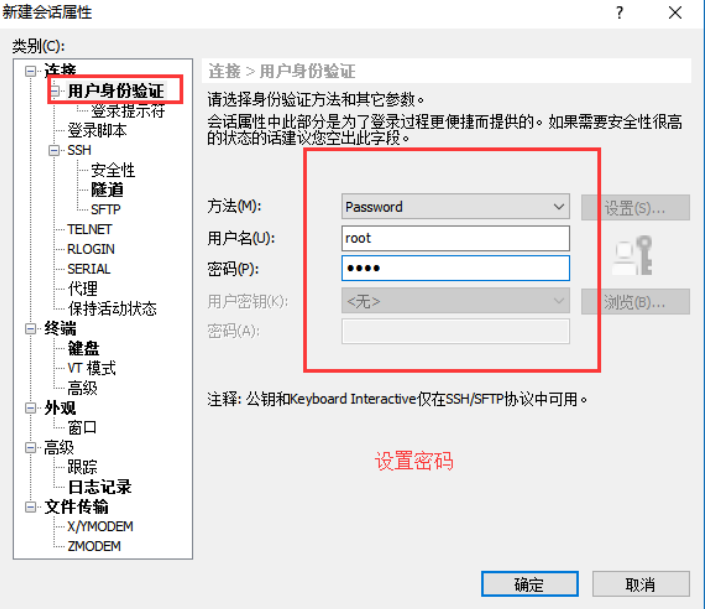 新建会话属性
?
×
类别(C):
连接
用户身份验证
登录提示符
登录脚本
SSH
安全性
隧道
SFTP
TELNET
RLOGIN
SERIAL
代理
保持活动状态
终端
键盘
VT 模式
高级
外观
窗口
高级
跟踪
日志记录
文件传输
X/YMODEM
ZMODEM
连接 > 用户身份验证
请选择身份验证方法和其它参数。
会话属性中此部分是为了登录过程更便捷而提供的。如果需要安全性很高
的状态的话建议您空出此字段。
方法(M): Password 设置(S)...
用户名(U): root
密码(P): ••••
用户密钥(K): <无> 浏览(B)...
密码(A):
注释: 公钥和Keyboard Interactive仅在SSH/SFTP协议中可用。
设置密码
确定 取消